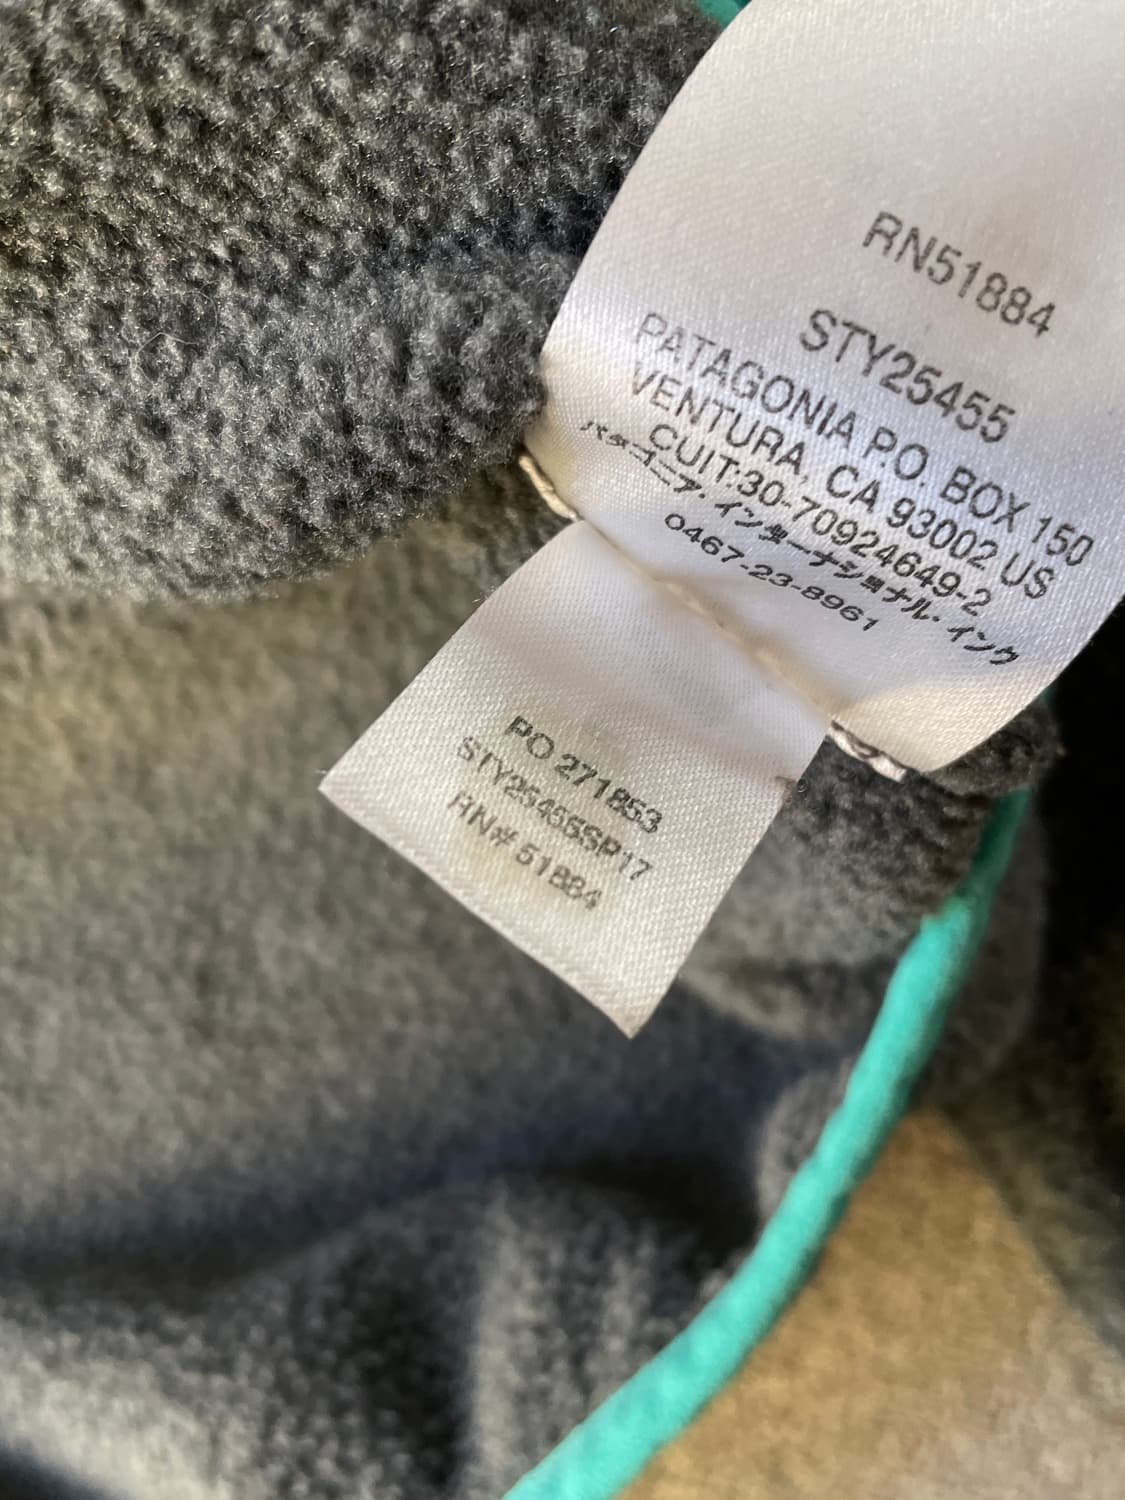 RN51884
STY25455
PATAGONIA P.O. BOX 150
VENTURA, CA 93002 US
CUIT:30-70924649-2
パタゴニア・インターナショナル・インク
0467-23-8961
PO 271853
STY25455SP17
RN# 51884